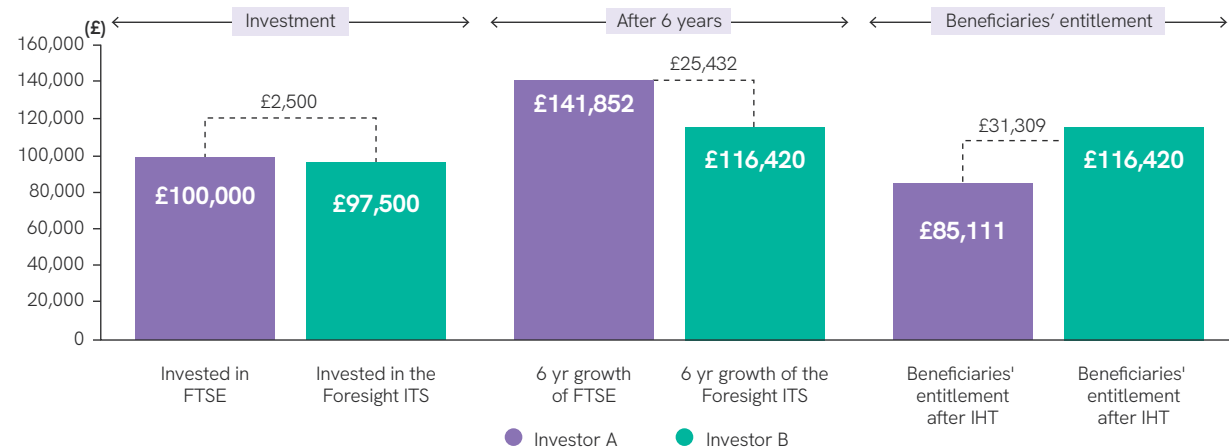 Investment
After 6 years
Beneficiaries' entitlement
(£)
160,000
140,000
120,000
100,000
80,000
60,000
40,000
20,000
0
£2,500
£100,000
£97,500
£25,432
£141,852
£116,420
£31,309
£85,111
£116,420
Invested in
FTSE
Invested in the
Foresight ITS
6 yr growth
of FTSE
6 yr growth of the
Foresight ITS
Beneficiaries'
entitlement
after IHT
Beneficiaries'
entitlement
after IHT
Investor A
Investor B